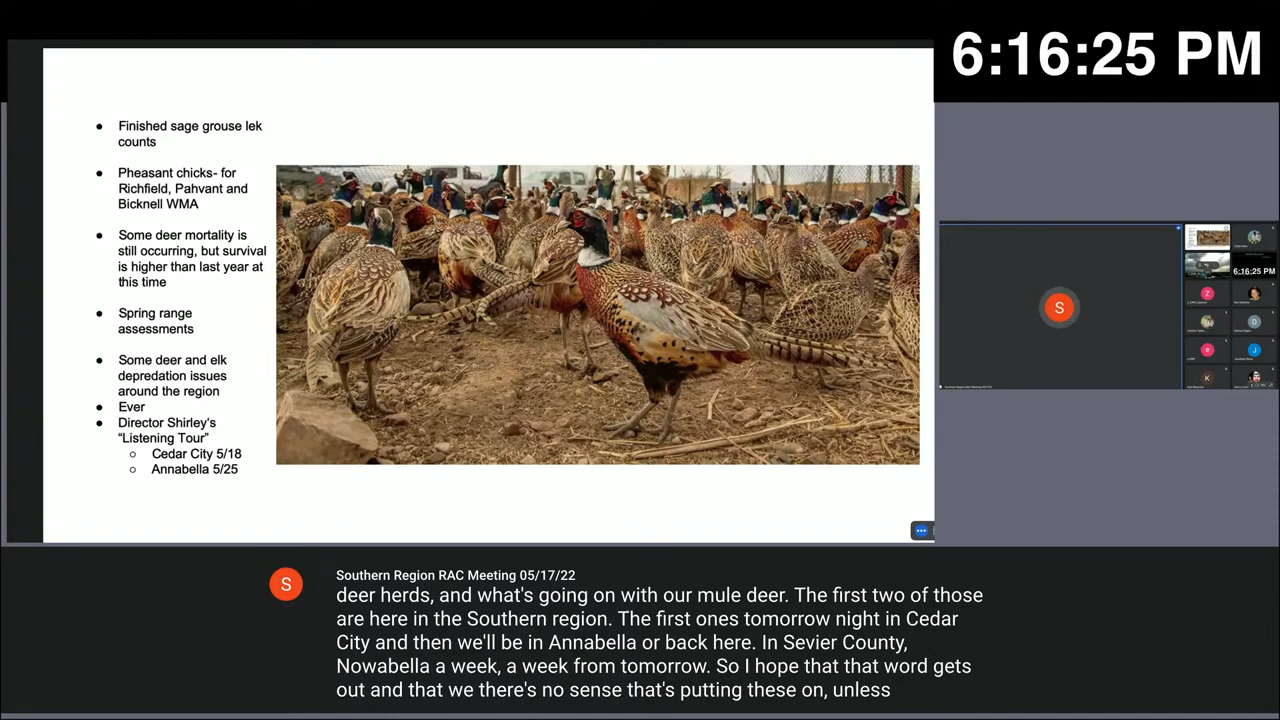 6:16:25 PM
● Finished sage grouse lek
counts
● Pheasant chicks- for
Richfield, Pahvant and
Bicknell WMA
● Some deer mortality is
still occurring, but survival
is higher than last year at
this time
● Spring range
assessments
● Some deer and elk
depredation issues
around the region
● Ever
● Director Shirley's
"Listening Tour"
○ Cedar City 5/18
○ Annabella 5/25
S
6:16:25 PM
S
Southern Region RAC Meeting 05/17/22
deer herds, and what's going on with our mule deer. The first two of those
are here in the Southern region. The first ones tomorrow night in Cedar
City and then we'll be in Annabella or back here. In Sevier County,
Nowabella a week, a week from tomorrow. So I hope that that word gets
out and that we there's no sense that's putting these on, unless